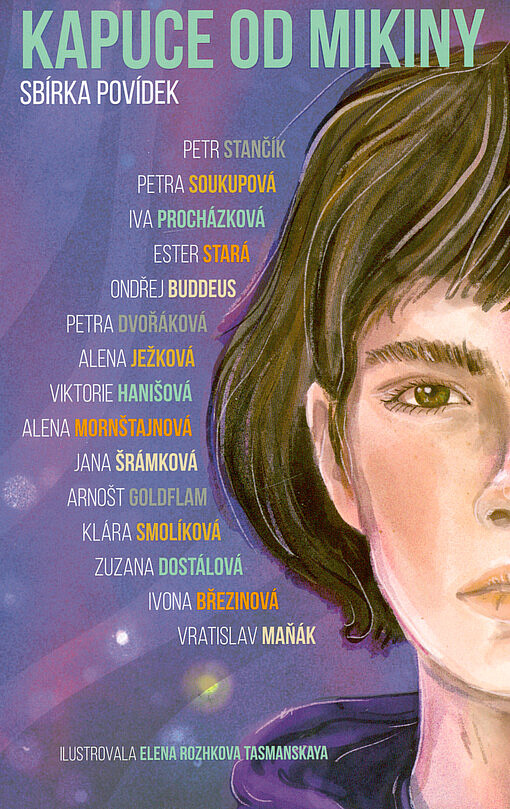 KAPUCE OD MIKINY
SBÍRKA POVÍDEK
PETR STANČÍK
PETRA SOUKUPOVÁ
IVA PROCHÁZKOVÁ
ESTER STARÁ
ONDŘEJ BUDDEUS
PETRA DVOŘÁKOVÁ
ALENA JEŽKOVÁ
VIKTORIE HANIŠOVÁ
ALENA MORNŠTAJNOVÁ
JANA ŠRÁMKOVÁ
ARNOŠT GOLDFLAM
KLÁRA SMOLÍKOVÁ
ZUZANA DOSTÁLOVÁ
IVONA BŘEZINOVÁ
VRATISLAV MAŇÁK
ILUSTROVALA ELENA ROZHKOVA TASMANSKAYA